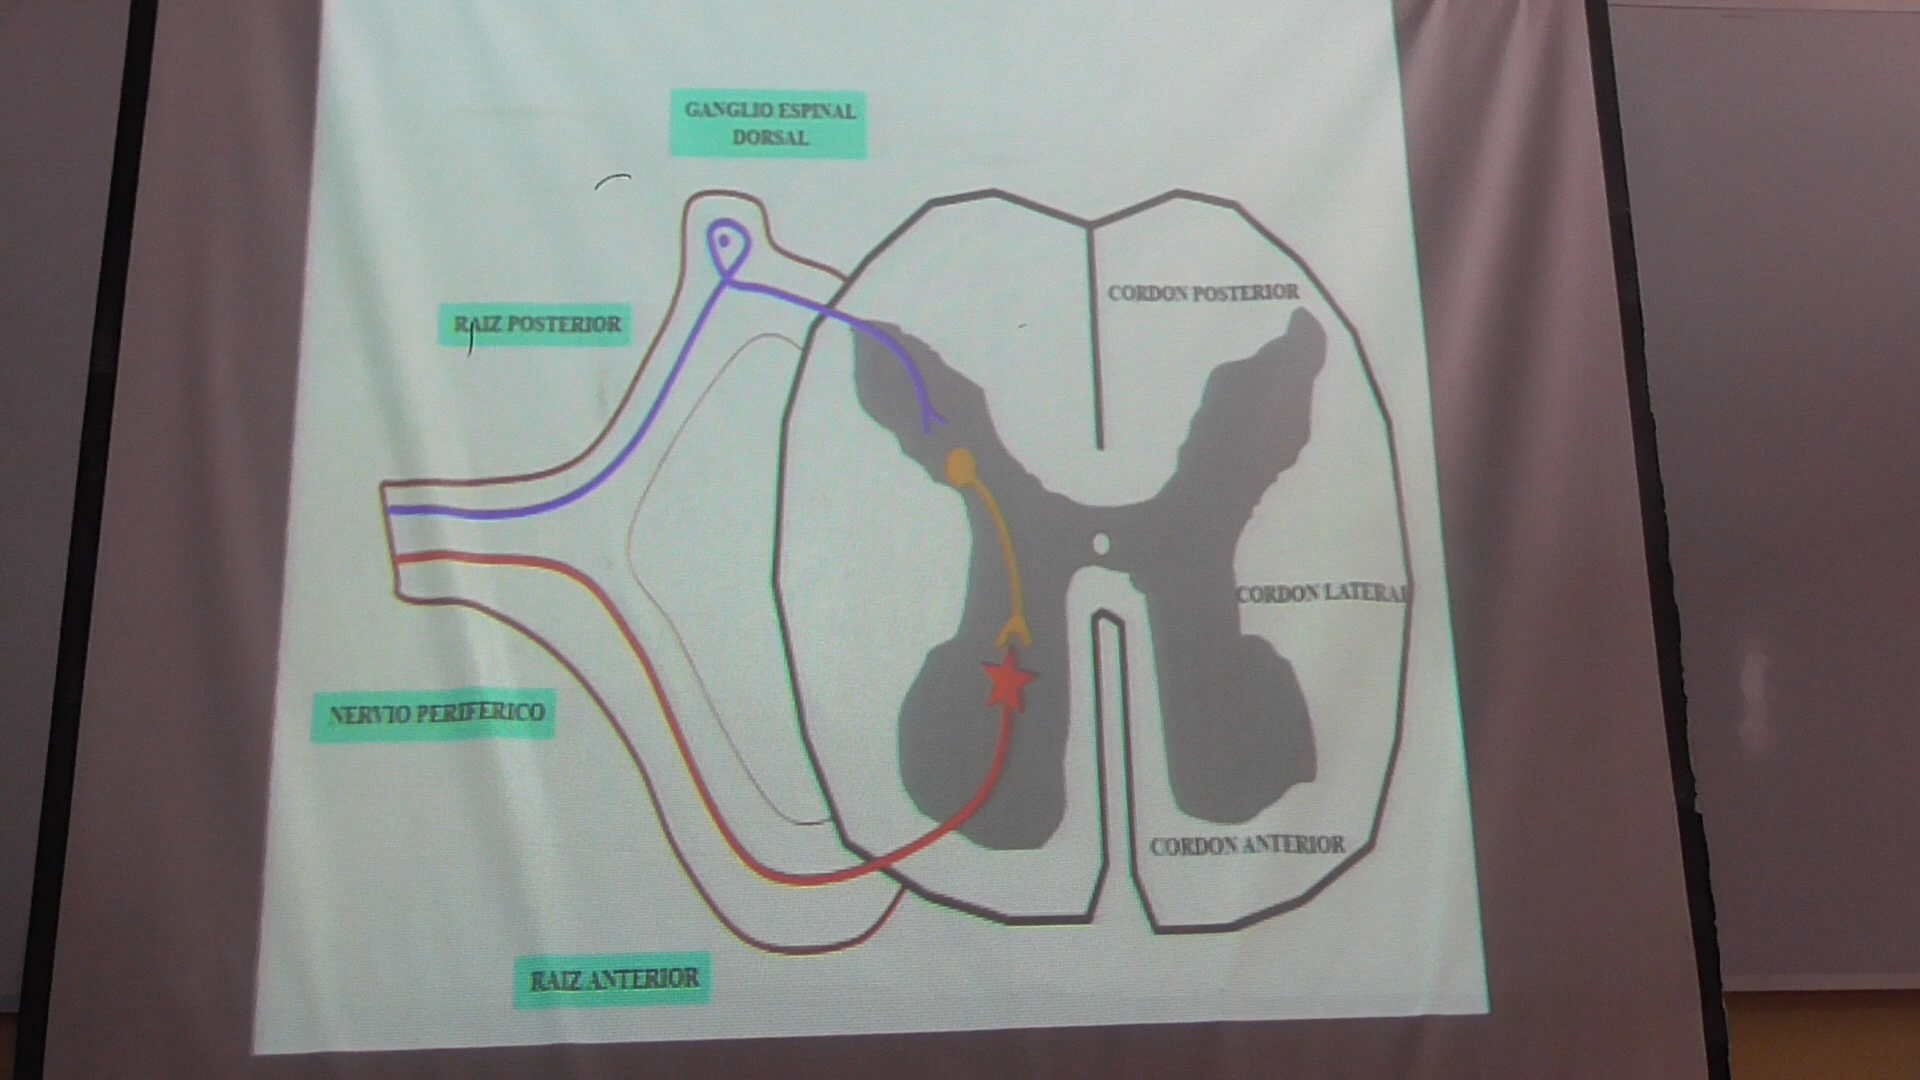 GANGLIO ESPINAL
DORSAL
CORDON POSTERIOR
RAIZ POSTERIOR
CORDON LATERAL
NERVIO PERIFERICO
CORDON ANTERIOR
RAIZ ANTERIOR